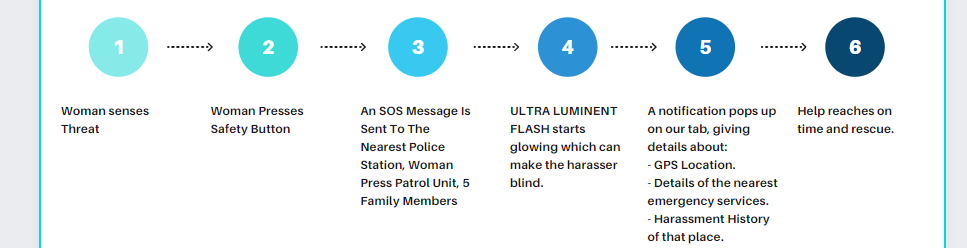 1
2
3
4
5
6
Woman senses
Threat
Woman Presses
Safety Button
An SOS Message Is
Sent To The
Nearest Police
Station, Woman
Press Patrol Unit, 5
Family Members
ULTRA LUMINENT
FLASH starts
glowing which can
make the harasser
blind.
A notification pops up
on our tab, giving
details about:
- GPS Location.
- Details of the nearest
emergency services.
- Harassment History
of that place.
Help reaches on
time and rescue.